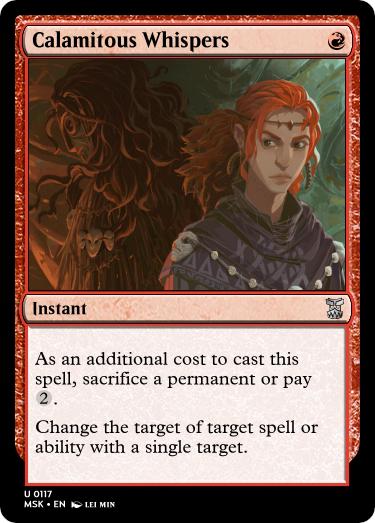 Calamitous Whispers
Instant
As an additional cost to cast this
spell, sacrifice a permanent or pay
2.
Change the target of target spell or
ability with a single target.
U 0117
MSK • EN LEI MIN